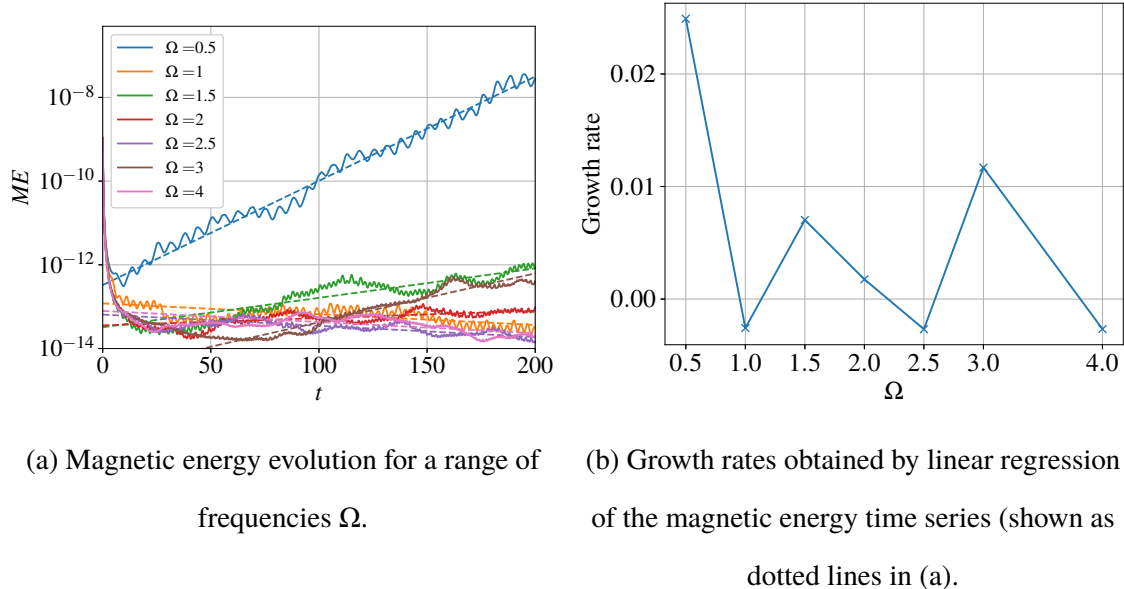 Ω =0.5
Ω =1
Ω =1.5
Ω =2
Ω =2.5
Ω =3
Ω =4
10⁻⁸
10⁻¹⁰
10⁻¹²
10⁻¹⁴
ME
0
50
100
150
200
t
0.02
0.01
0.00
Growth rate
0.5
1.0
1.5
2.0
2.5
3.0
4.0
Ω
(a) Magnetic energy evolution for a range of
frequencies Ω.
(b) Growth rates obtained by linear regression
of the magnetic energy time series (shown as
dotted lines in (a).